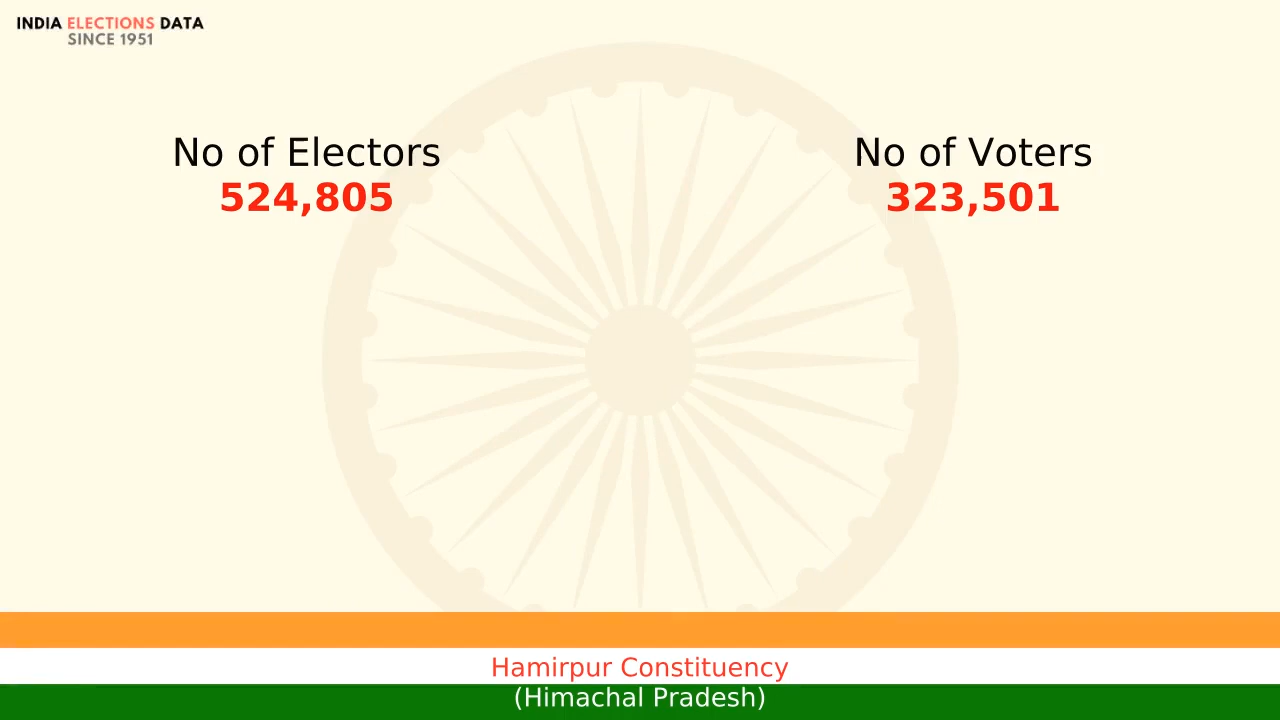 INDIA ELECTIONS DATA
SINCE 1951
No of Electors
524,805
No of Voters
323,501
Hamirpur Constituency
(Himachal Pradesh)